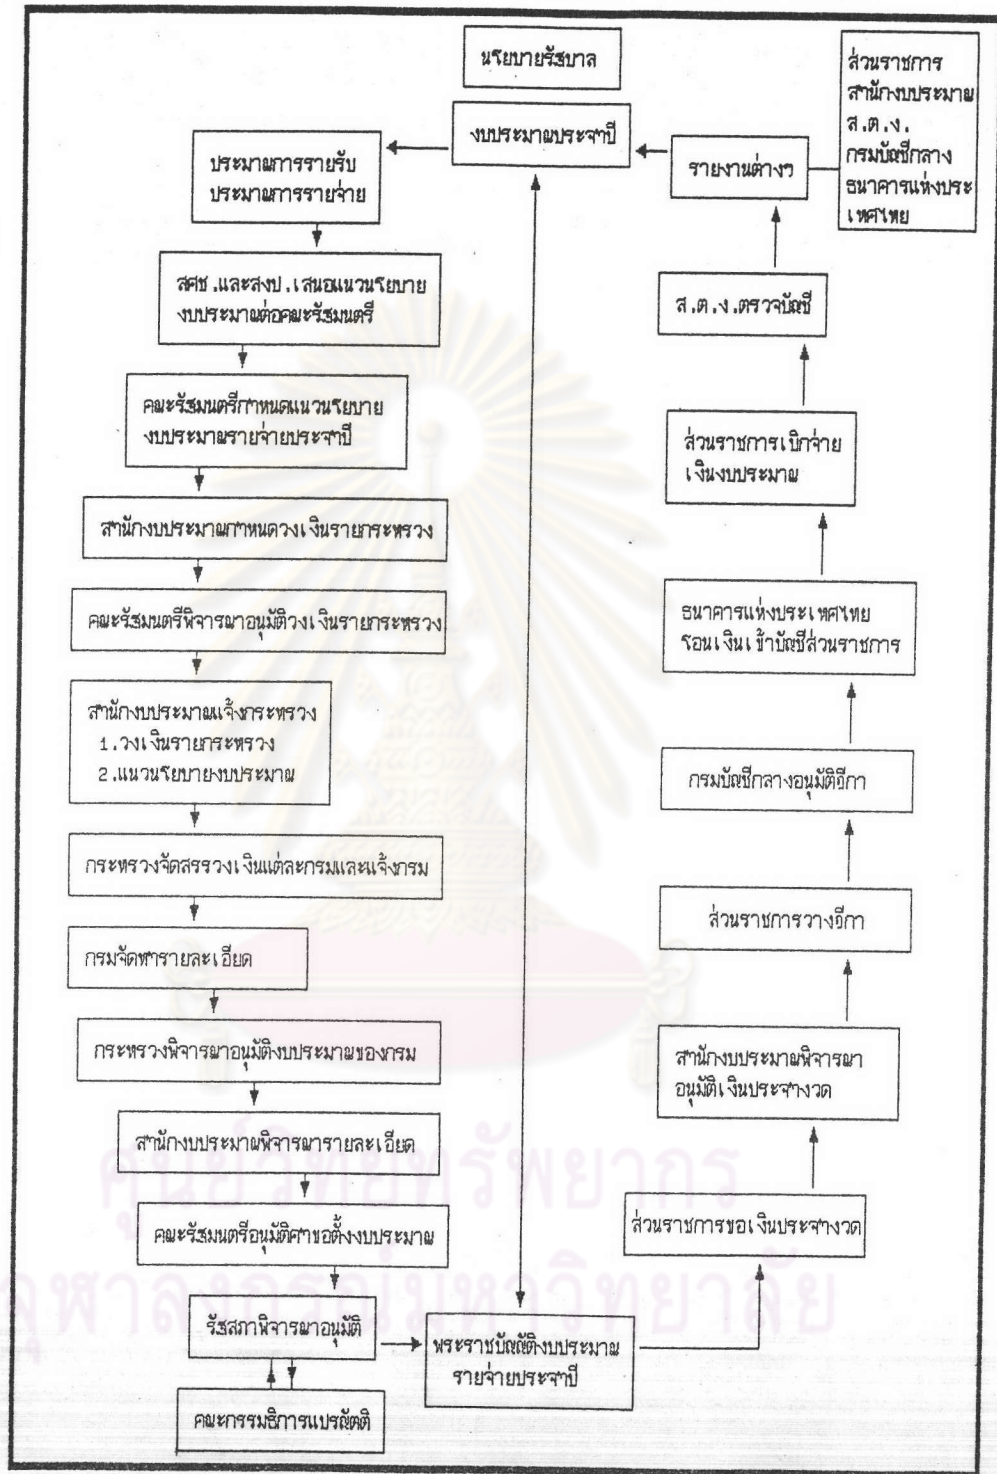 นโยบายรัฐบาล
งบประมาณประจำปี
ประมาณการรายรับ
ประมาณการรายจ่าย
สศช.และสงป.เสนอแนวนโยบาย
งบประมาณต่อคณะรัฐมนตรี
คณะรัฐมนตรีกำหนดแนวนโยบาย
งบประมาณรายจ่ายประจำปี
สำนักงบประมาณกำหนดวงเงินรายกระทรวง
คณะรัฐมนตรีพิจารณาอนุมัติวงเงินรายกระทรวง
สำนักงบประมาณแจ้งกระทรวง
1.วงเงินรายกระทรวง
2.แนวนโยบายงบประมาณ
กระทรวงจัดสรรวงเงินแต่ละกรมและแจ้งกรม
กรมจัดทำรายละเอียด
กระทรวงพิจารณาอนุมัติงบประมาณของกรม
สำนักงบประมาณพิจารณารายละเอียด
คณะรัฐมนตรีอนุมัติคำขอตั้งงบประมาณ
รัฐสภาพิจารณาอนุมัติ
คณะกรรมธิการแปรญัตติ
พระราชบัญญัติงบประมาณ
รายจ่ายประจำปี
ส่วนราชการขอเงินประจำงวด
สำนักงบประมาณพิจารณา
อนุมัติเงินประจำงวด
ส่วนราชการวางฎีกา
กรมบัญชีกลางอนุมัติฎีกา
ธนาคารแห่งประเทศไทย
โอนเงินเข้าบัญชีส่วนราชการ
ส่วนราชการเบิกจ่าย
เงินงบประมาณ
ส.ต.ง.ตรวจบัญชี
รายงานต่างๆ
ส่วนราชการ
สำนักงบประมาณ
ส.ต.ง.
กรมบัญชีกลาง
ธนาคารแห่งประ
เทศไทย
ศูนย์วิทยทรัพยากร
จุฬาลงกรณ์มหาวิทยาลัย